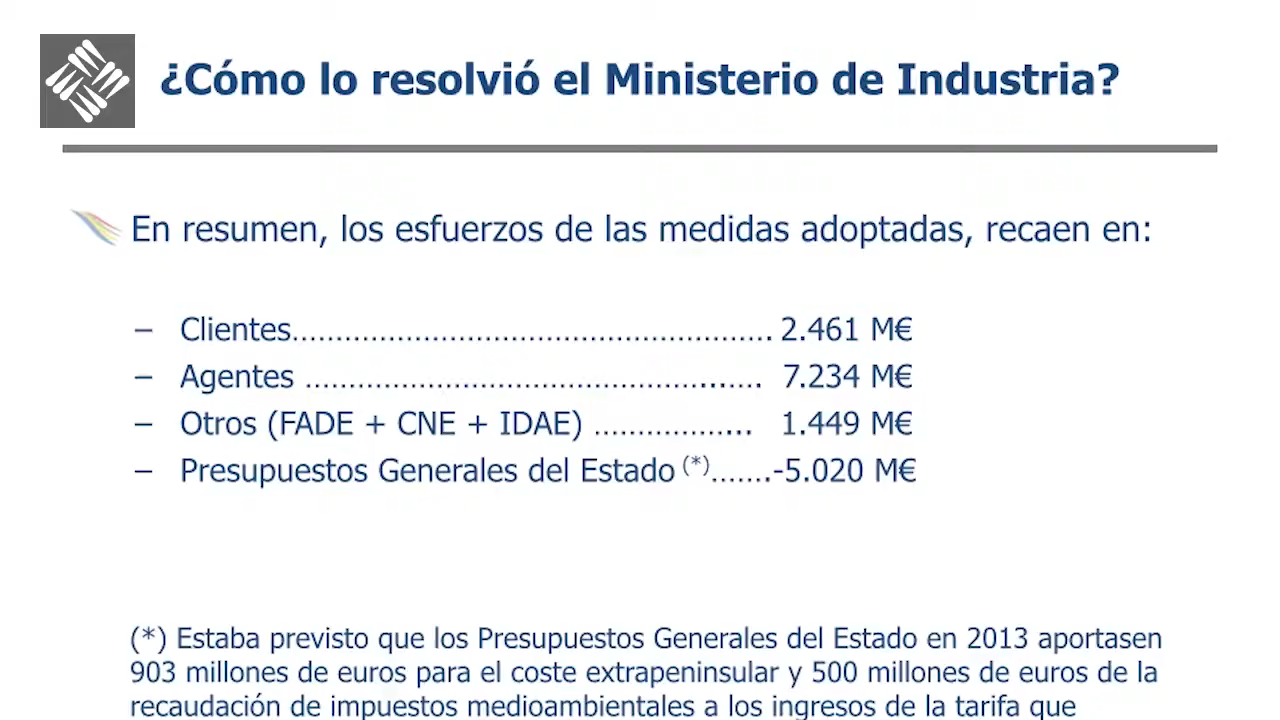 ¿Cómo lo resolvió el Ministerio de Industria?
En resumen, los esfuerzos de las medidas adoptadas, recaen en:
– Clientes………………………………………………. 2.461 M€
– Agentes ………………………………………...…. 7.234 M€
– Otros (FADE + CNE + IDAE) ……………... 1.449 M€
– Presupuestos Generales del Estado (*)…….-5.020 M€
(*) Estaba previsto que los Presupuestos Generales del Estado en 2013 aportasen
903 millones de euros para el coste extrapeninsular y 500 millones de euros de la
recaudación de impuestos medioambientales a los ingresos de la tarifa que